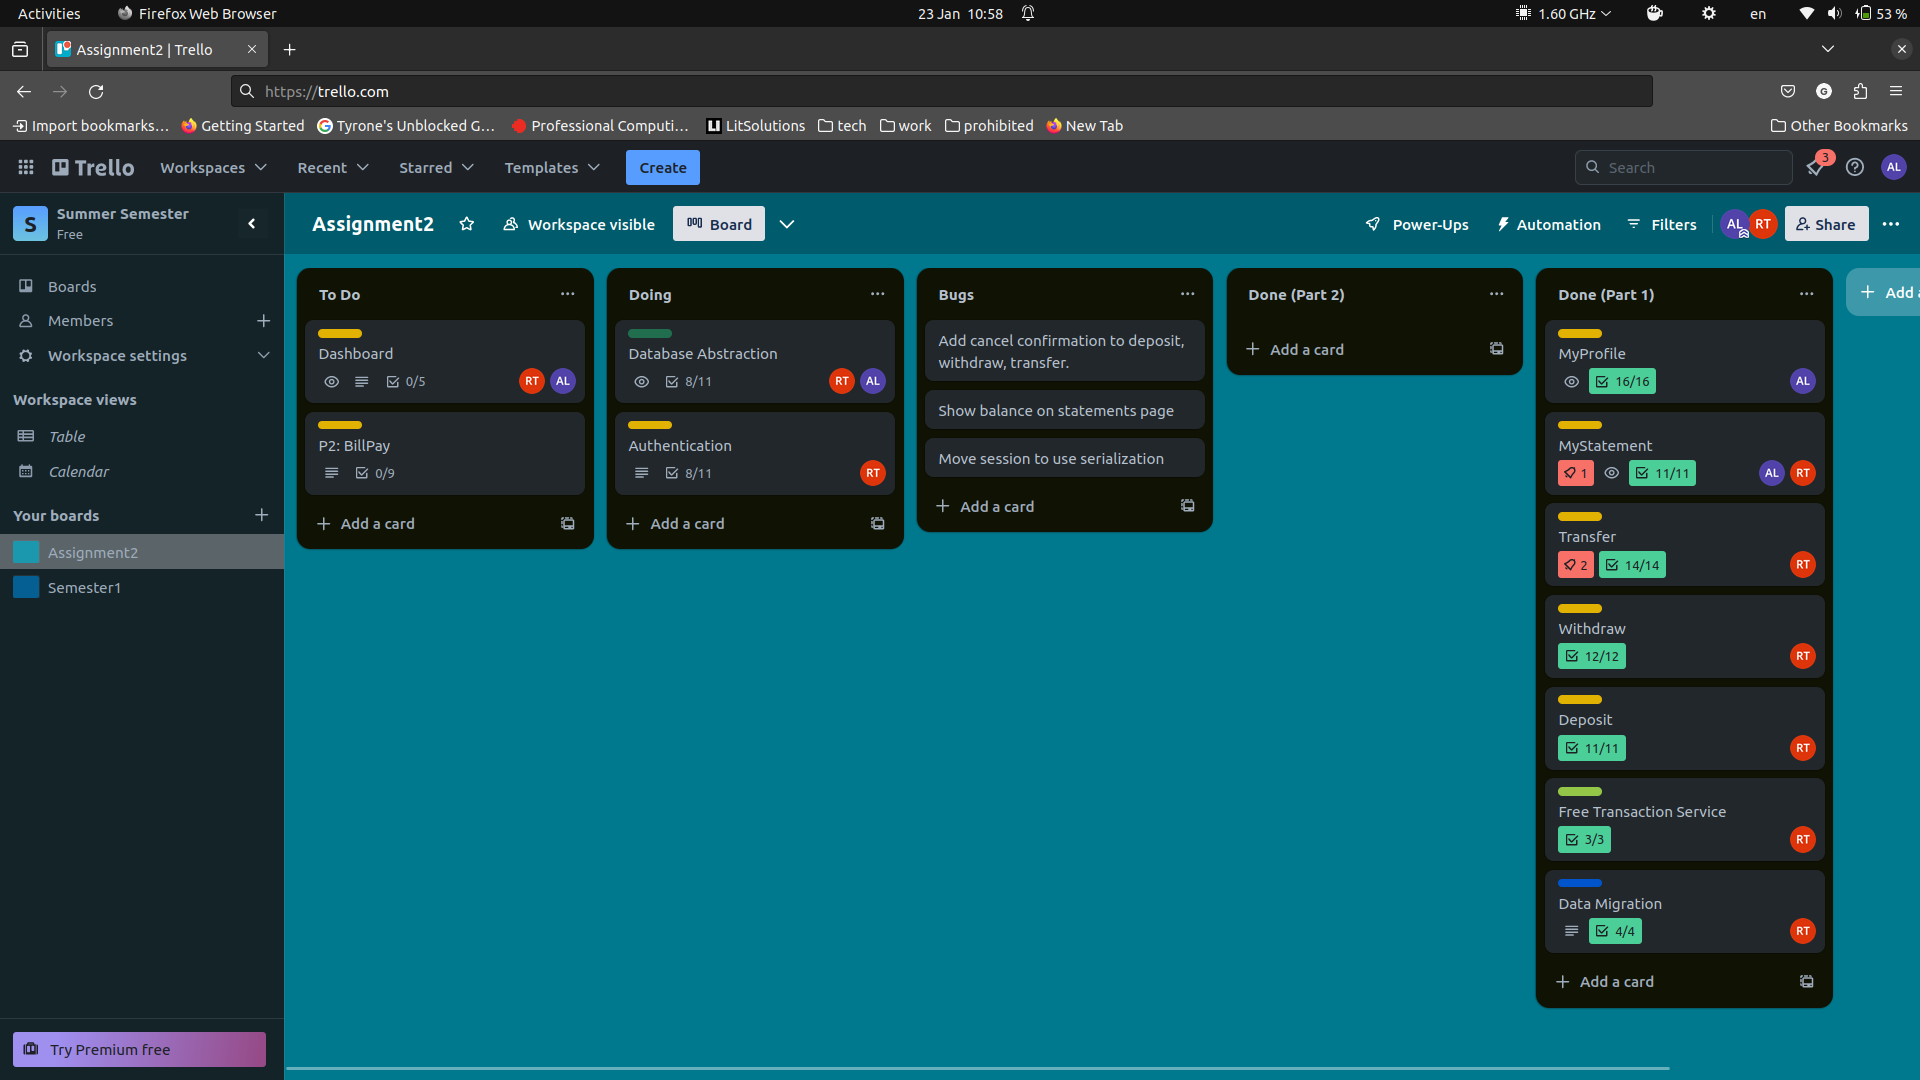 Activities
Firefox Web Browser
23 Jan 10:58
1.60 GHz
en
53 %
Assignment2 | Trello
https://trello.com
Import bookmarks...
Getting Started
Tyrone's Unblocked G...
Professional Computi...
LitSolutions
tech
work
prohibited
New Tab
Other Bookmarks
Trello
Workspaces
Recent
Starred
Templates
Create
Search
3
AL
S
Summer Semester
Free
Assignment2
Workspace visible
Board
Power-Ups
Automation
Filters
AL
RT
Share
Boards
Members
Workspace settings
Workspace views
Table
Calendar
Your boards
Assignment2
Semester1
Try Premium free
To Do
Dashboard
0/5
RT
AL
P2: BillPay
0/9
Add a card
Doing
Database Abstraction
8/11
RT
AL
Authentication
8/11
RT
Add a card
Bugs
Add cancel confirmation to deposit,
withdraw, transfer.
Show balance on statements page
Move session to use serialization
Add a card
Done (Part 2)
Add a card
Done (Part 1)
MyProfile
16/16
AL
MyStatement
1
11/11
AL
RT
Transfer
2
14/14
RT
Withdraw
12/12
RT
Deposit
11/11
RT
Free Transaction Service
3/3
RT
Data Migration
4/4
RT
Add a card
Add